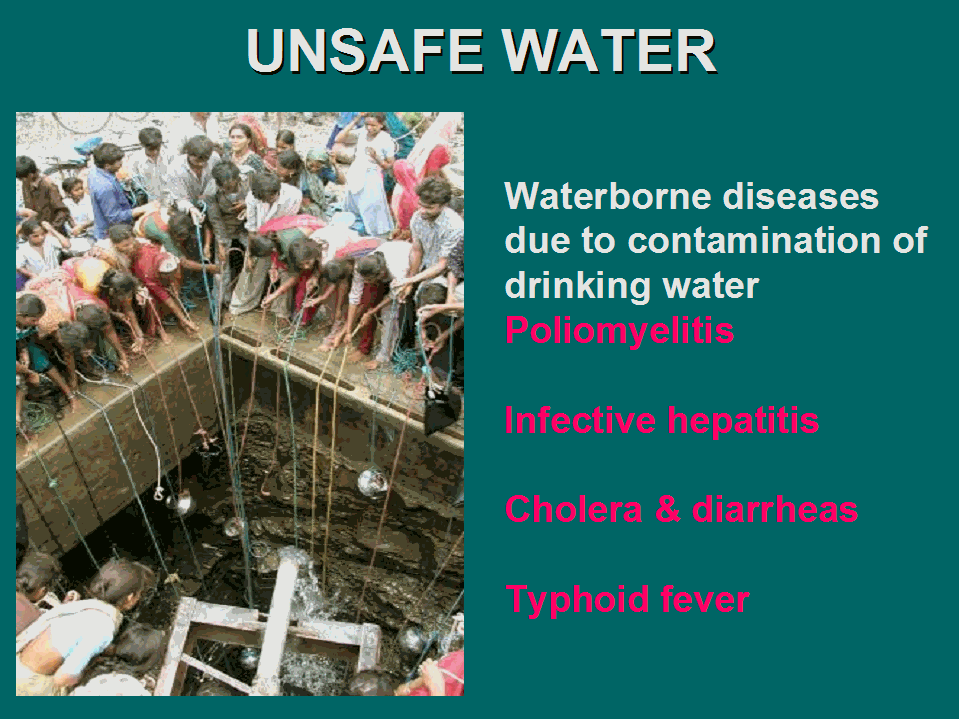 UNSAFE WATER
Waterborne diseases
due to contamination of
drinking water
Poliomyelitis
Infective hepatitis
Cholera & diarrheas
Typhoid fever